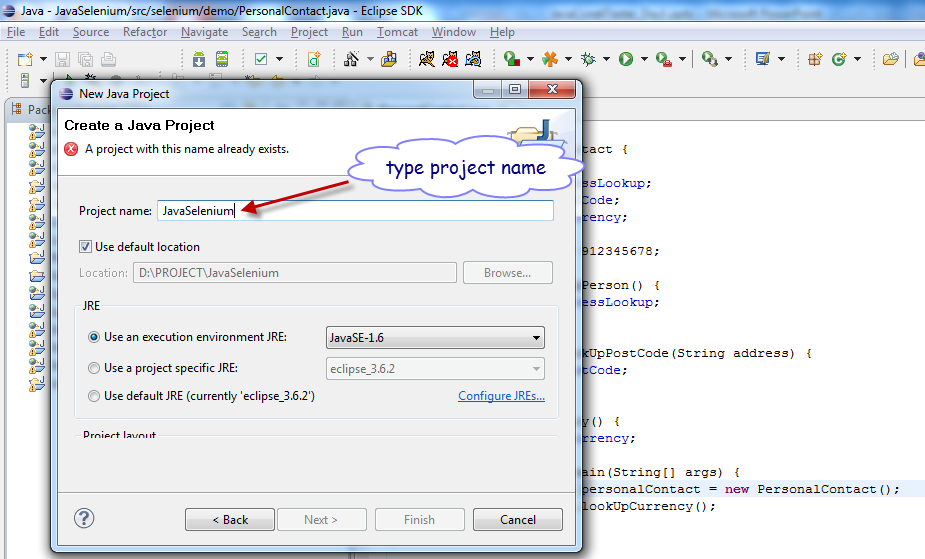 Java - JavaSelenium/src/selenium/demo/PersonalContact.java - Eclipse SDK
File Edit Source Refactor Navigate Search Project Run Tomcat Window Help
Pac
New Java Project
Create a Java Project
A project with this name already exists.
type project name
Project name: JavaSelenium
Use default location
Location: D:\PROJECT\JavaSelenium Browse...
JRE
Use an execution environment JRE: JavaSE-1.6
Use a project specific JRE: eclipse_3.6.2
Use default JRE (currently 'eclipse_3.6.2') Configure JREs...
Project layout
? < Back Next > Finish Cancel
tact {
ssLookup;
Code;
rency;
912345678;
Person() {
essLookup;
kUpPostCode(String address) {
tCode;
y() {
rrency;
ain(String[] args) {
personalContact = new PersonalContact();
lookUpCurrency();